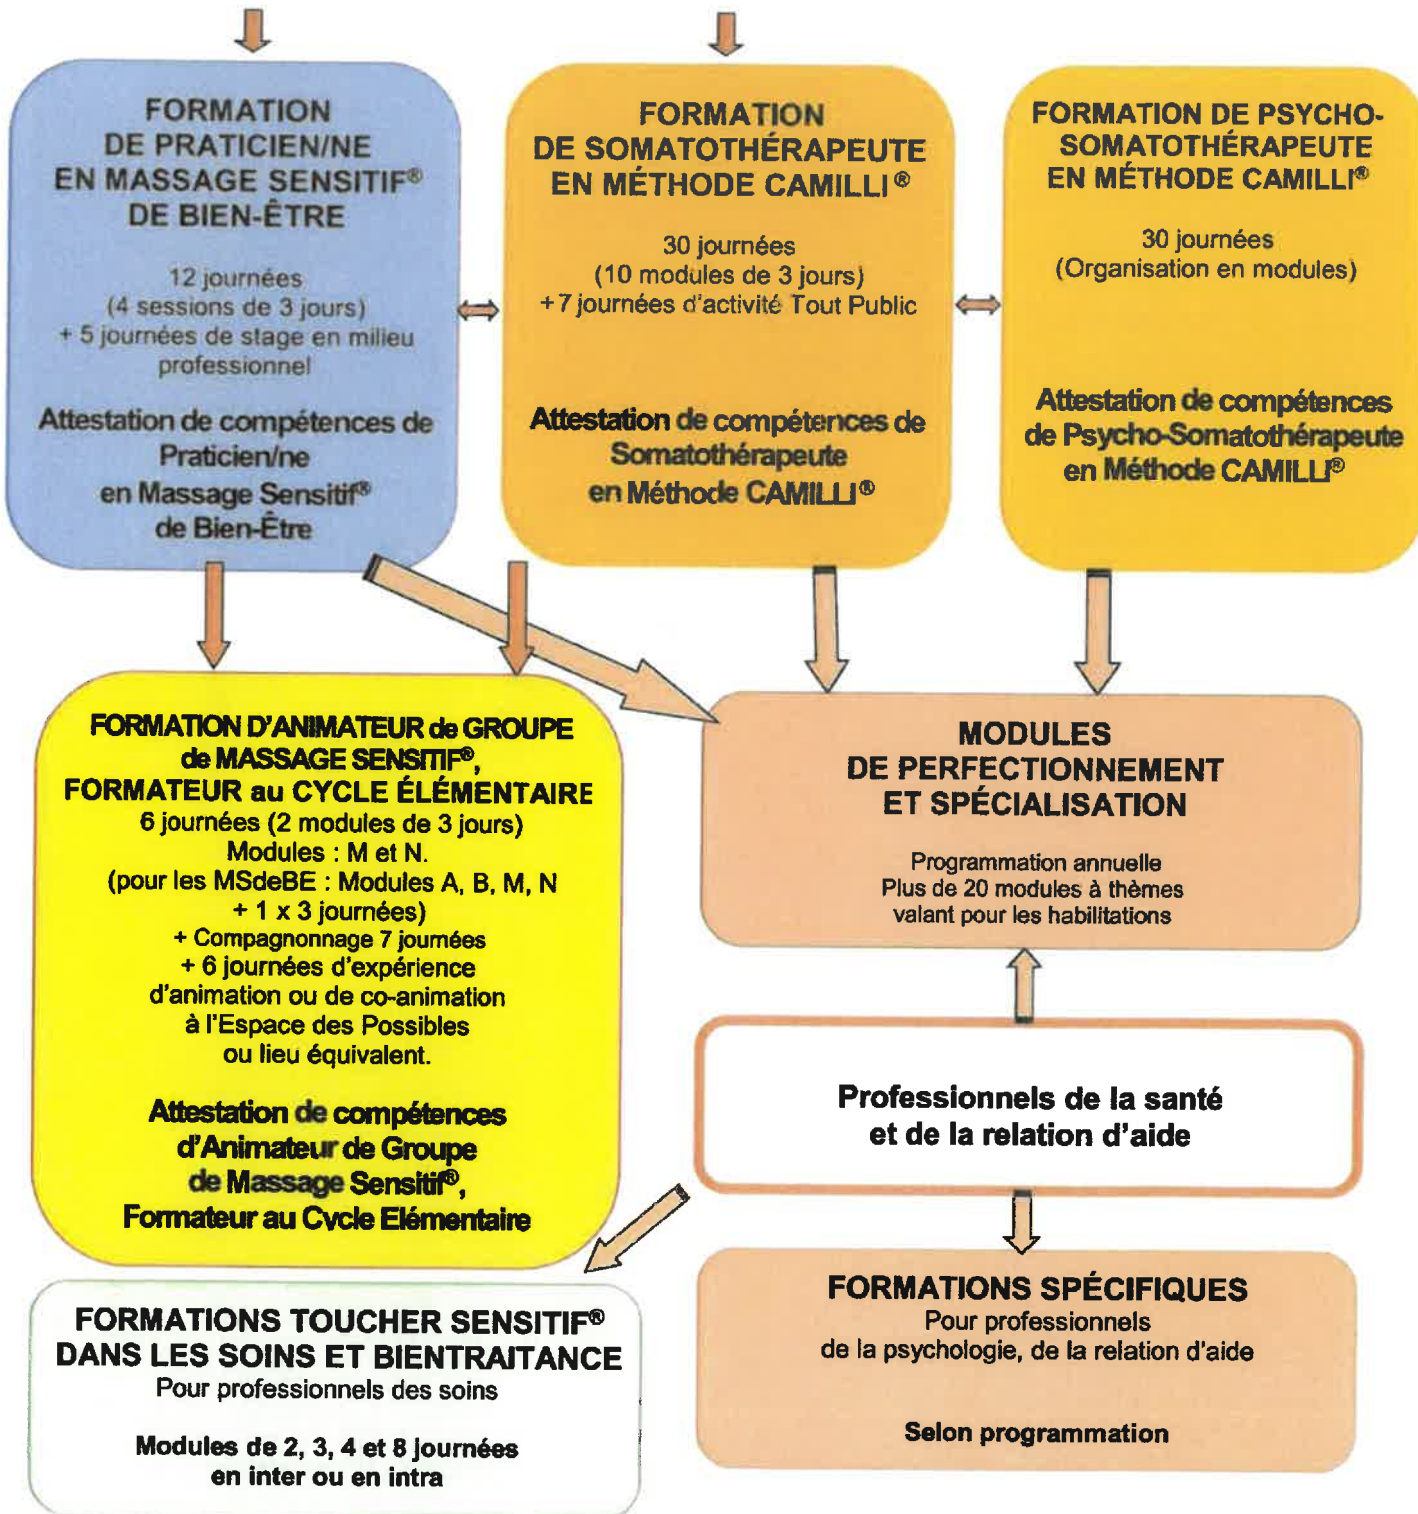 FORMATION
DE PRATICIEN/NE
EN MASSAGE SENSITIF®
DE BIEN-ÊTRE
12 journées
(4 sessions de 3 jours)
+ 5 journées de stage en milieu
professionnel
Attestation de compétences de
Praticien/ne
en Massage Sensitif®
de Bien-Être
FORMATION
DE SOMATOTHÉRAPEUTE
EN MÉTHODE CAMILLI®
30 journées
(10 modules de 3 jours)
+ 7 journées d'activité Tout Public
Attestation de compétences de
Somatothérapeute
en Méthode CAMILLI®
FORMATION DE PSYCHO-
SOMATOTHÉRAPEUTE
EN MÉTHODE CAMILLI®
30 journées
(Organisation en modules)
Attestation de compétences
de Psycho-Somatothérapeute
en Méthode CAMILLI®
FORMATION D'ANIMATEUR de GROUPE
de MASSAGE SENSITIF®,
FORMATEUR au CYCLE ÉLÉMENTAIRE
6 journées (2 modules de 3 jours)
Modules : M et N.
(pour les MSdeBE : Modules A, B, M, N
+ 1 x 3 journées)
+ Compagnonnage 7 journées
+ 6 journées d'expérience
d'animation ou de co-animation
à l'Espace des Possibles
ou lieu équivalent.
Attestation de compétences
d'Animateur de Groupe
de Massage Sensitif®,
Formateur au Cycle Elémentaire
MODULES
DE PERFECTIONNEMENT
ET SPÉCIALISATION
Programmation annuelle
Plus de 20 modules à thèmes
valant pour les habilitations
Professionnels de la santé
et de la relation d'aide
FORMATIONS TOUCHER SENSITIF®
DANS LES SOINS ET BIENTRAITANCE
Pour professionnels des soins
Modules de 2, 3, 4 et 8 journées
en inter ou en intra
FORMATIONS SPÉCIFIQUES
Pour professionnels
de la psychologie, de la relation d'aide
Selon programmation